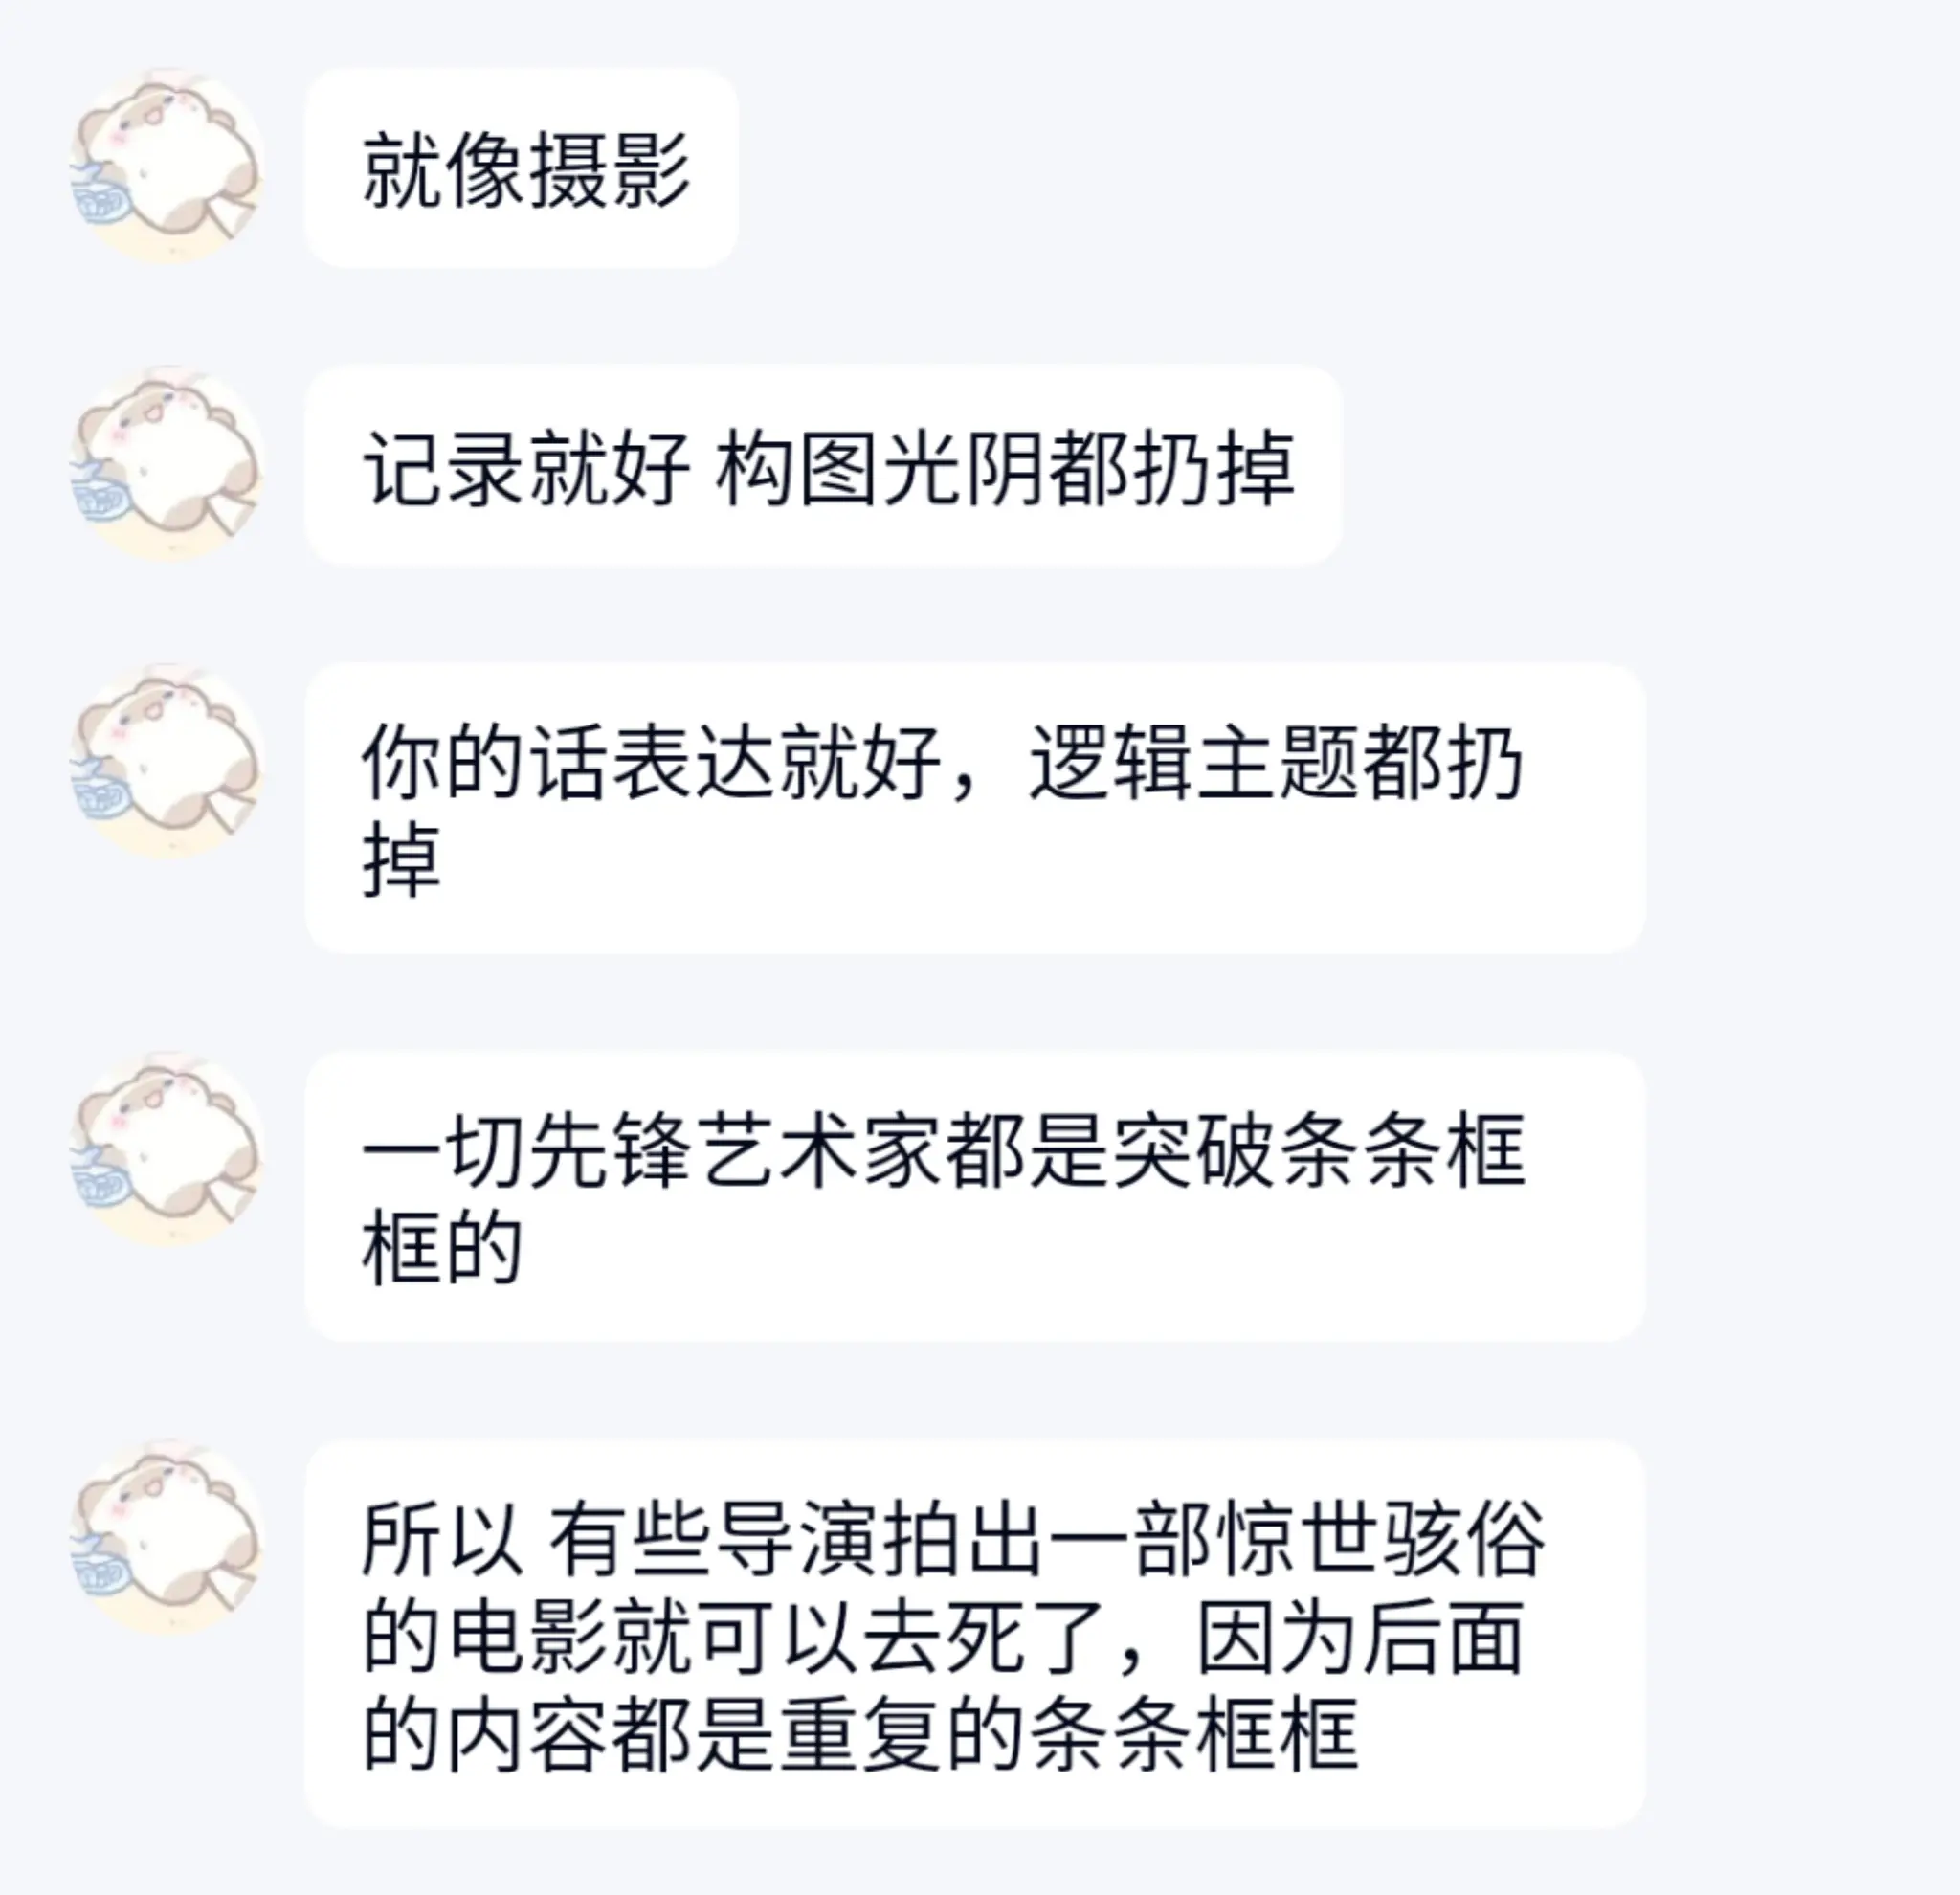 就像摄影
记录就好 构图光阴都扔掉
你的话表达就好，逻辑主题都扔
掉
一切先锋艺术家都是突破条条框
框的
所以 有些导演拍出一部惊世骇俗
的电影就可以去死了，因为后面
的内容都是重复的条条框框